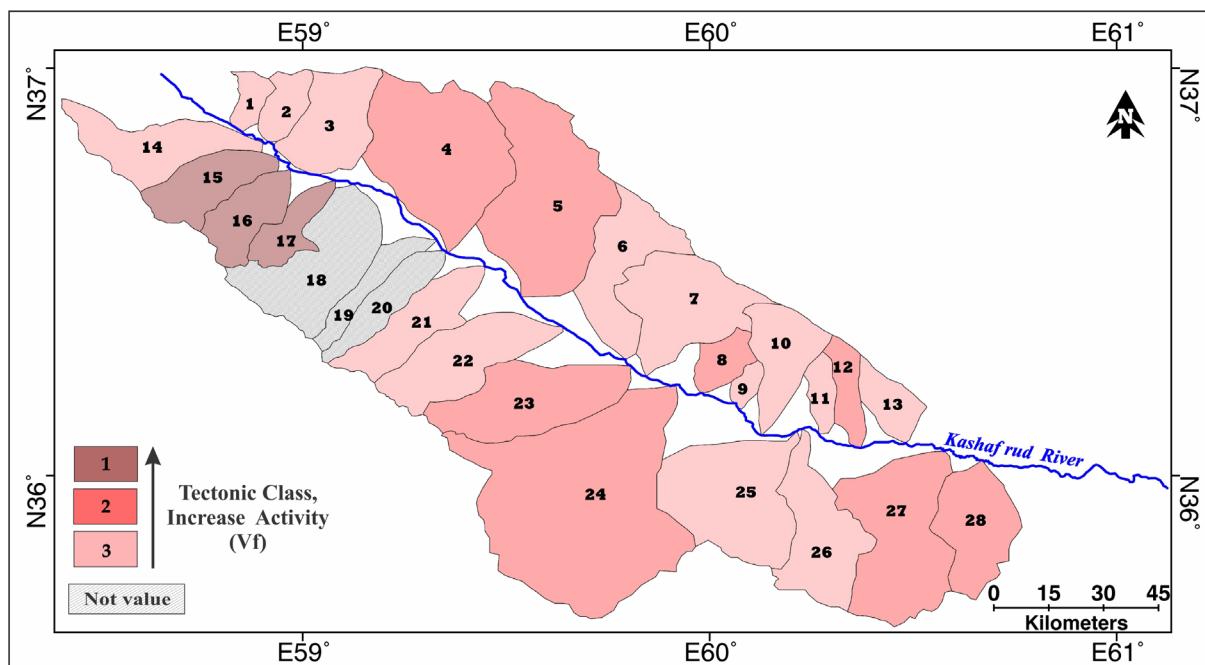 E59° E60° E61°
N37° N37°
N
1
2
3
4
5
6
7
8
9
10
11
12
13
14
15
16
17
18
19
20
21
22
23
24
25
26
27
28
Kashaf rud River
N36° N36°
1
2
3
Tectonic Class,
Increase Activity
(Vf)
Not value
0 15 30 45
Kilometers
E59° E60° E61°